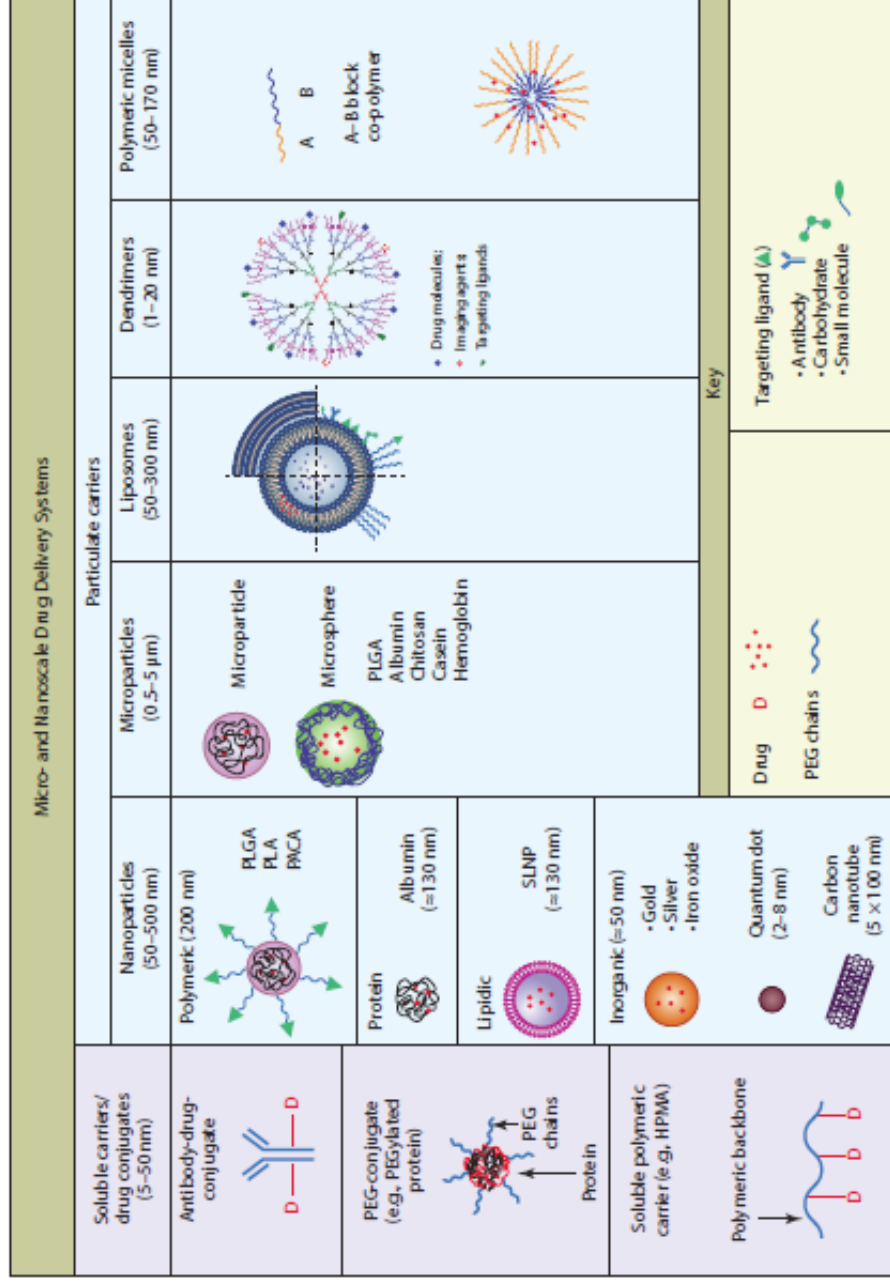 Micro- and Nanoscale Drug Delivery Systems
Soluble carriers/
drug conjugates
(5–50 nm)
Particulate carriers
Nanoparticles
(50–500 nm)
Microparticles
(0.5–5 μm)
Liposomes
(50–300 nm)
Dendrimers
(1–20 nm)
Polymeric micelles
(50–170 nm)
Antibody-drug-
conjugate
D
D
PEG-conjugate
(e.g., PEGylated
protein)
PEG
chains
Protein
Soluble polymeric
carrier (e.g., HPMA)
Polymeric backbone
D
D
D
Polymeric (200 nm)
PLGA
PLA
PACA
Protein
Albumin
(≈130 nm)
Lipidic
SLNP
(≈130 nm)
Inorganic (≈50 nm)
• Gold
• Silver
• Iron oxide
Quantum dot
(2–8 nm)
Carbon
nanotube
(5 × 100 nm)
Microparticle
Microsphere
PLGA
Albumin
Chitosan
Casein
Hemoglobin
Drug molecules;
Imaging agents;
Targeting ligands
A B
A–B block
co-polymer
Key
Drug D
PEG chains
Targeting ligand (▲)
• Antibody
• Carbohydrate
• Small molecule